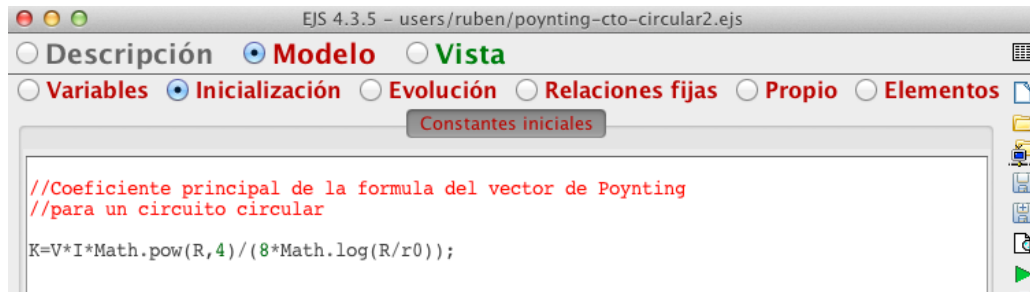 EJS 4.3.5 - users/ruben/poynting-cto-circular2.ejs
Descripción Modelo Vista
Variables Inicialización Evolución Relaciones fijas Propio Elementos
Constantes iniciales
//Coeficiente principal de la formula del vector de Poynting
//para un circuito circular
K=V*I*Math.pow(R,4)/(8*Math.log(R/r0));